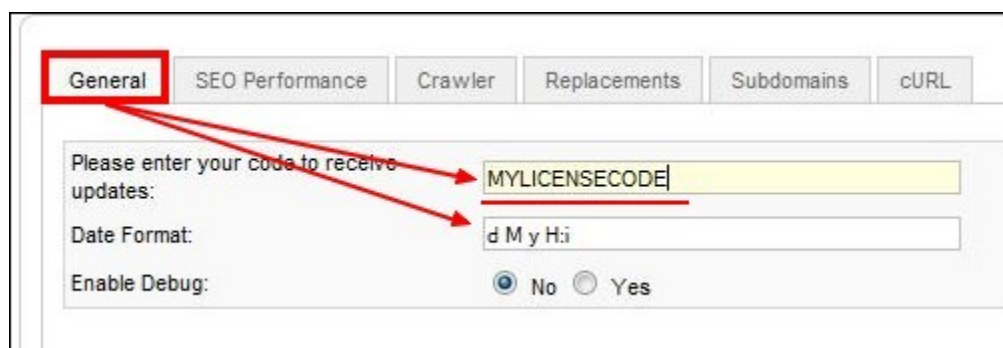 General SEO Performance Crawler Replacements Subdomains cURL
Please enter your code to receive
updates:
MYLICENSECODE
Date Format: d M y H:i
Enable Debug: No Yes